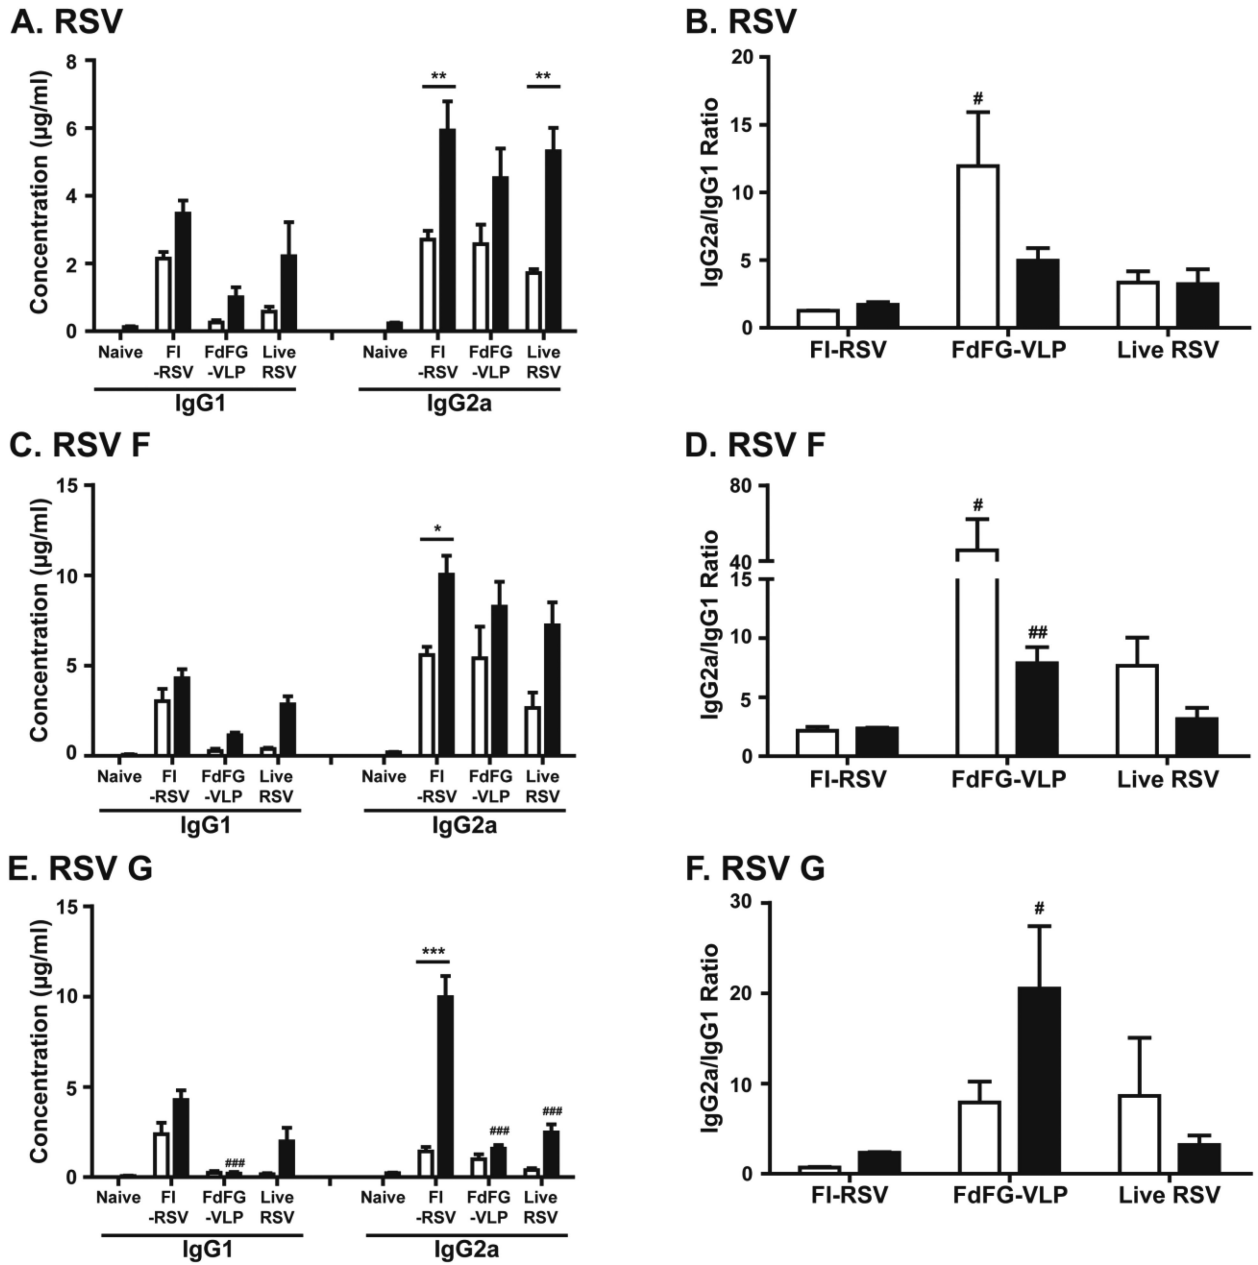 A. RSV
Concentration (µg/ml)
8
6
4
2
0
** **
Naive FI FdFG Live Naive FI FdFG Live
-RSV -VLP RSV -RSV -VLP RSV
IgG1 IgG2a
B. RSV
IgG2a/IgG1 Ratio
20
15
10
5
0
#
FI-RSV FdFG-VLP Live RSV
C. RSV F
Concentration (µg/ml)
15
10
5
0
*
Naive FI FdFG Live Naive FI FdFG Live
-RSV -VLP RSV -RSV -VLP RSV
IgG1 IgG2a
D. RSV F
IgG2a/IgG1 Ratio
80
40
15
10
5
0
#
##
FI-RSV FdFG-VLP Live RSV
E. RSV G
Concentration (µg/ml)
15
10
5
0
***
### ### ###
Naive FI FdFG Live Naive FI FdFG Live
-RSV -VLP RSV -RSV -VLP RSV
IgG1 IgG2a
F. RSV G
IgG2a/IgG1 Ratio
30
20
10
0
#
FI-RSV FdFG-VLP Live RSV